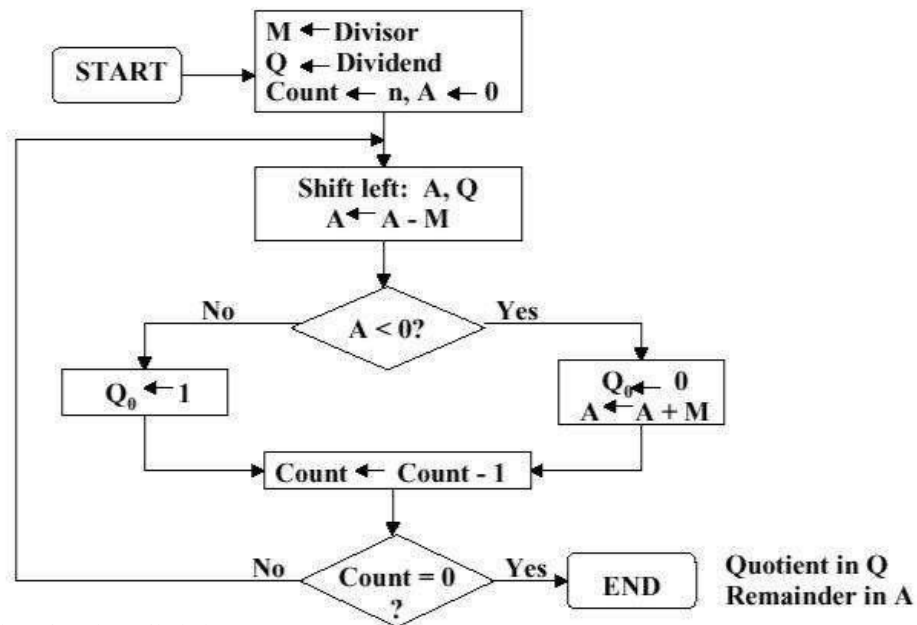 START
M ← Divisor
Q ← Dividend
Count ← n, A ← 0
Shift left: A, Q
A ← A - M
No
A < 0?
Yes
Q₀ ← 1
Q₀ ← 0
A ← A + M
Count ← Count - 1
No
Count = 0
?
Yes
END
Quotient in Q
Remainder in A